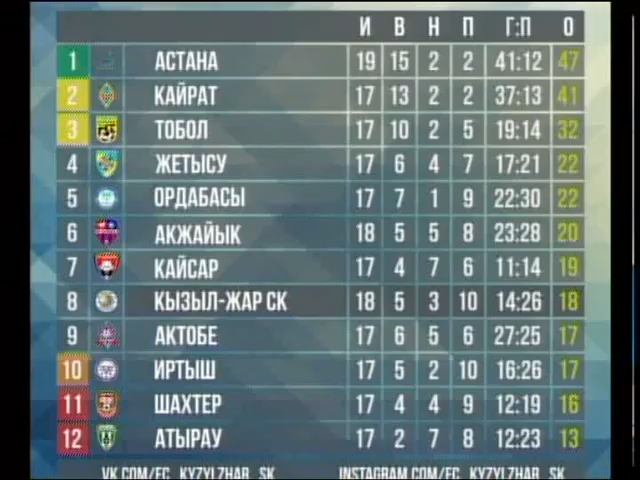 И В Н П Г:П О
1 АСТАНА 19 15 2 2 41:12 47
2 КАЙРАТ 17 13 2 2 37:13 41
3 ТОБОЛ 17 10 2 5 19:14 32
4 ЖЕТЫСУ 17 6 4 7 17:21 22
5 ОРДАБАСЫ 17 7 1 9 22:30 22
6 АКЖАЙЫК 18 5 5 8 23:28 20
7 КАЙСАР 17 4 7 6 11:14 19
8 КЫЗЫЛ-ЖАР СК 18 5 3 10 14:26 18
9 АКТОБЕ 17 6 5 6 27:25 17
10 ИРТЫШ 17 5 2 10 16:26 17
11 ШАХТЕР 17 4 4 9 12:19 16
12 АТЫРАУ 17 2 7 8 12:23 13
VK.COM/FC_KYZYLZHAR_SK INSTAGRAM.COM/FC_KYZYLZHAR_SK